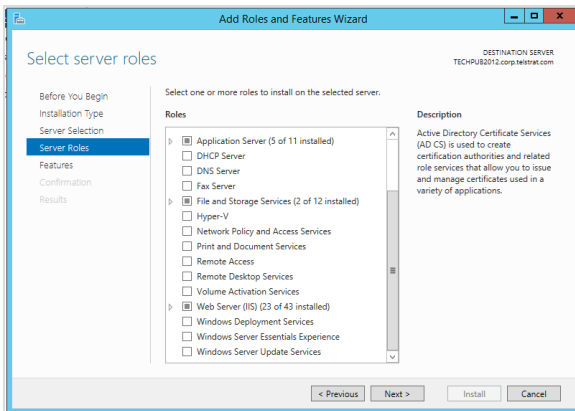 Add Roles and Features Wizard
Select server roles
DESTINATION SERVER
TECHPUB2012.corp.telstrat.com
Before You Begin
Installation Type
Server Selection
Server Roles
Features
Confirmation
Results
Select one or more roles to install on the selected server.
Roles
Application Server (5 of 11 installed)
DHCP Server
DNS Server
Fax Server
File and Storage Services (2 of 12 installed)
Hyper-V
Network Policy and Access Services
Print and Document Services
Remote Access
Remote Desktop Services
Volume Activation Services
Web Server (IIS) (23 of 43 installed)
Windows Deployment Services
Windows Server Essentials Experience
Windows Server Update Services
Description
Active Directory Certificate Services
(AD CS) is used to create
certification authorities and related
role services that allow you to issue
and manage certificates used in a
variety of applications.
< Previous
Next >
Install
Cancel